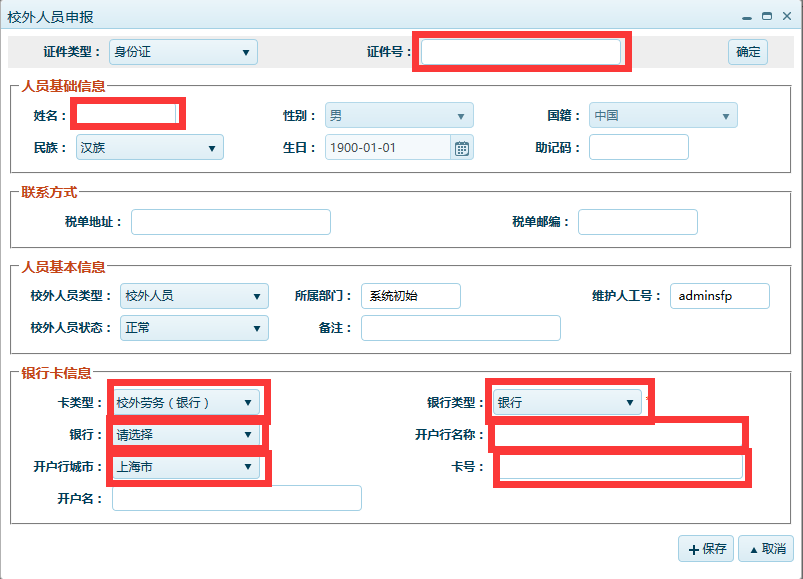 校外人员申报
证件类型： 身份证 证件号： 确定
人员基础信息
姓名： 性别： 男 国籍： 中国
民族： 汉族 生日： 1900-01-01 助记码：
联系方式
税单地址： 税单邮编：
人员基本信息
校外人员类型： 校外人员 所属部门： 系统初始 维护人工号： adminsfp
校外人员状态： 正常 备注：
银行卡信息
卡类型： 校外劳务（银行） 银行类型： 银行 *
银行： 请选择 开户行名称：
开户行城市： 上海市 卡号：
开户名：
保存 取消